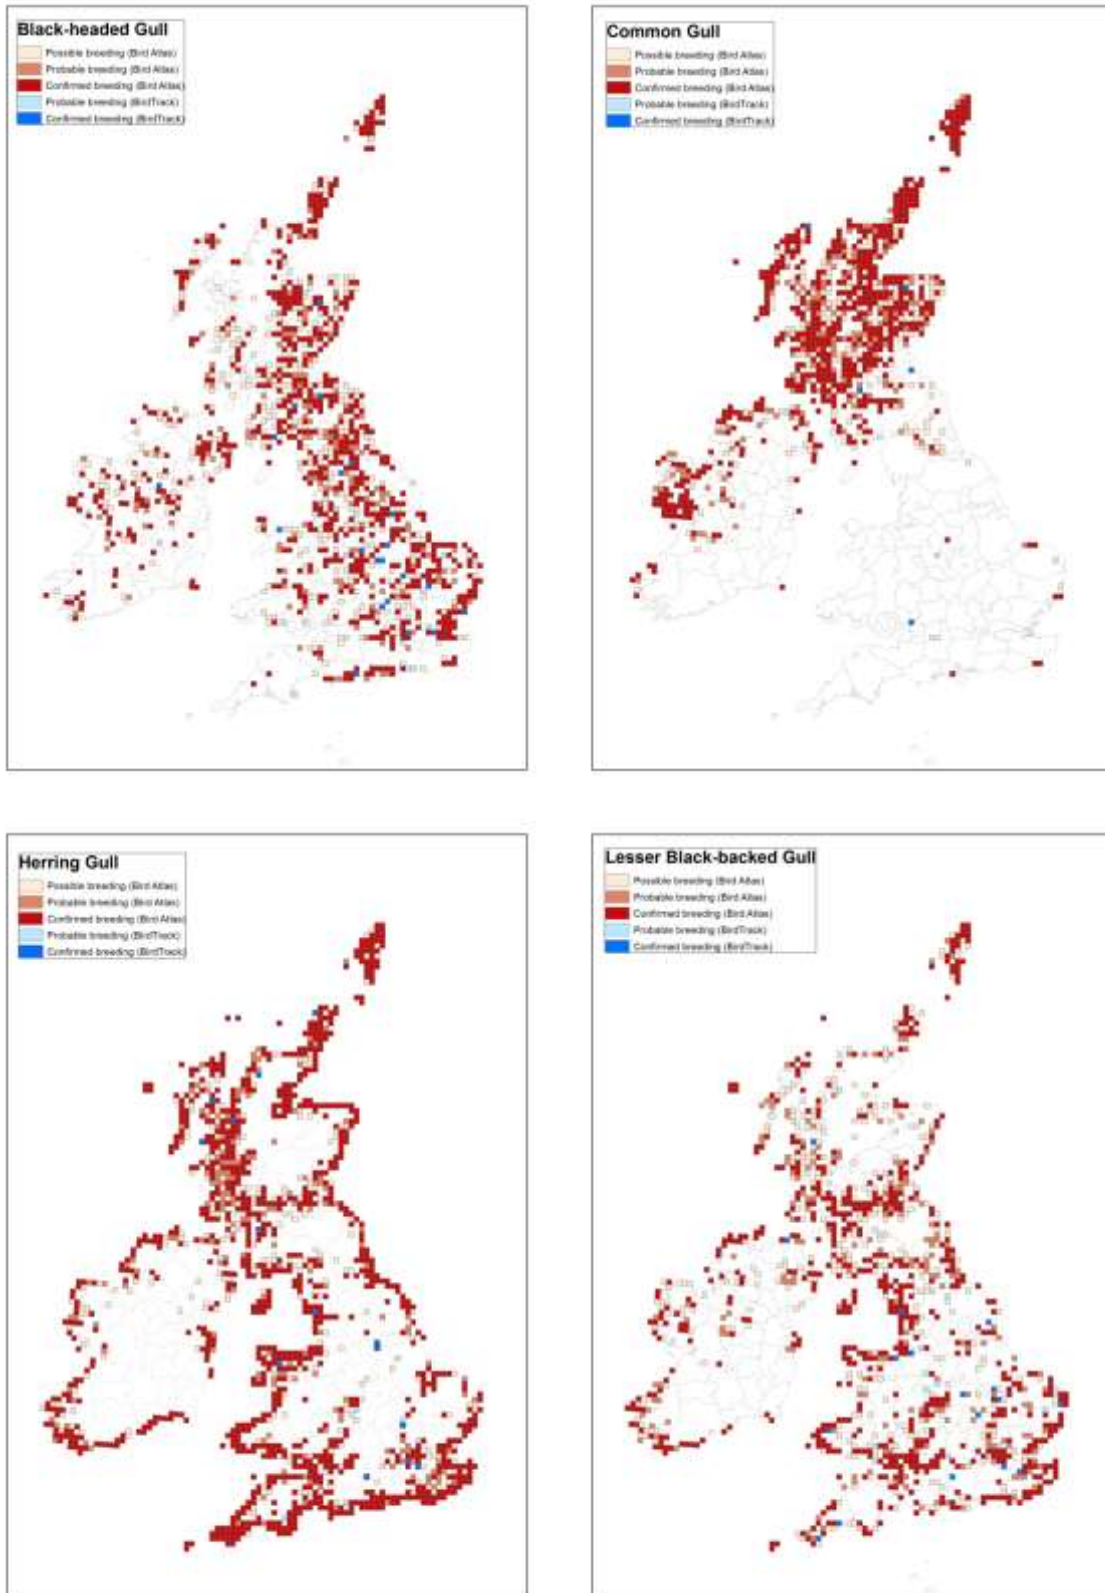 Black-headed Gull
Possible breeding (Bird Atlas)
Probable breeding (Bird Atlas)
Confirmed breeding (Bird Atlas)
Probable breeding (BirdTrack)
Confirmed breeding (BirdTrack)
Common Gull
Possible breeding (Bird Atlas)
Probable breeding (Bird Atlas)
Confirmed breeding (Bird Atlas)
Probable breeding (BirdTrack)
Confirmed breeding (BirdTrack)
Herring Gull
Possible breeding (Bird Atlas)
Probable breeding (Bird Atlas)
Confirmed breeding (Bird Atlas)
Probable breeding (BirdTrack)
Confirmed breeding (BirdTrack)
Lesser Black-backed Gull
Possible breeding (Bird Atlas)
Probable breeding (Bird Atlas)
Confirmed breeding (Bird Atlas)
Probable breeding (BirdTrack)
Confirmed breeding (BirdTrack)